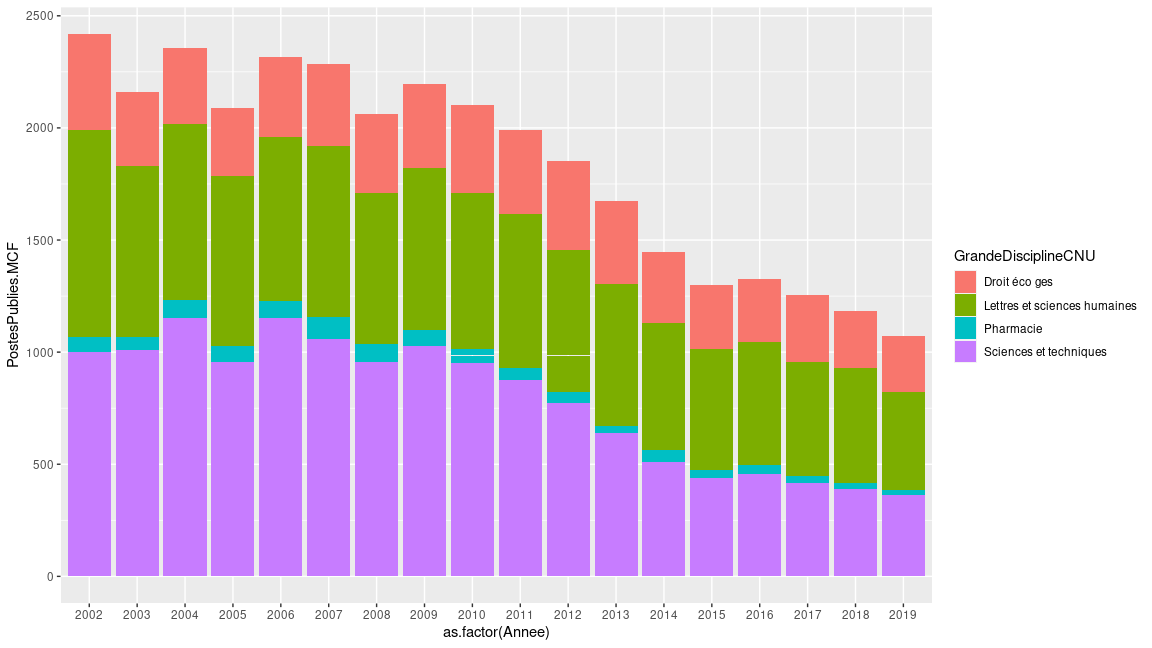 2500
2000
1500
1000
500
0
PostesPublies.MCF
2002 2003 2004 2005 2006 2007 2008 2009 2010 2011 2012 2013 2014 2015 2016 2017 2018 2019
as.factor(Annee)
GrandeDisciplineCNU
Droit éco ges
Lettres et sciences humaines
Pharmacie
Sciences et techniques